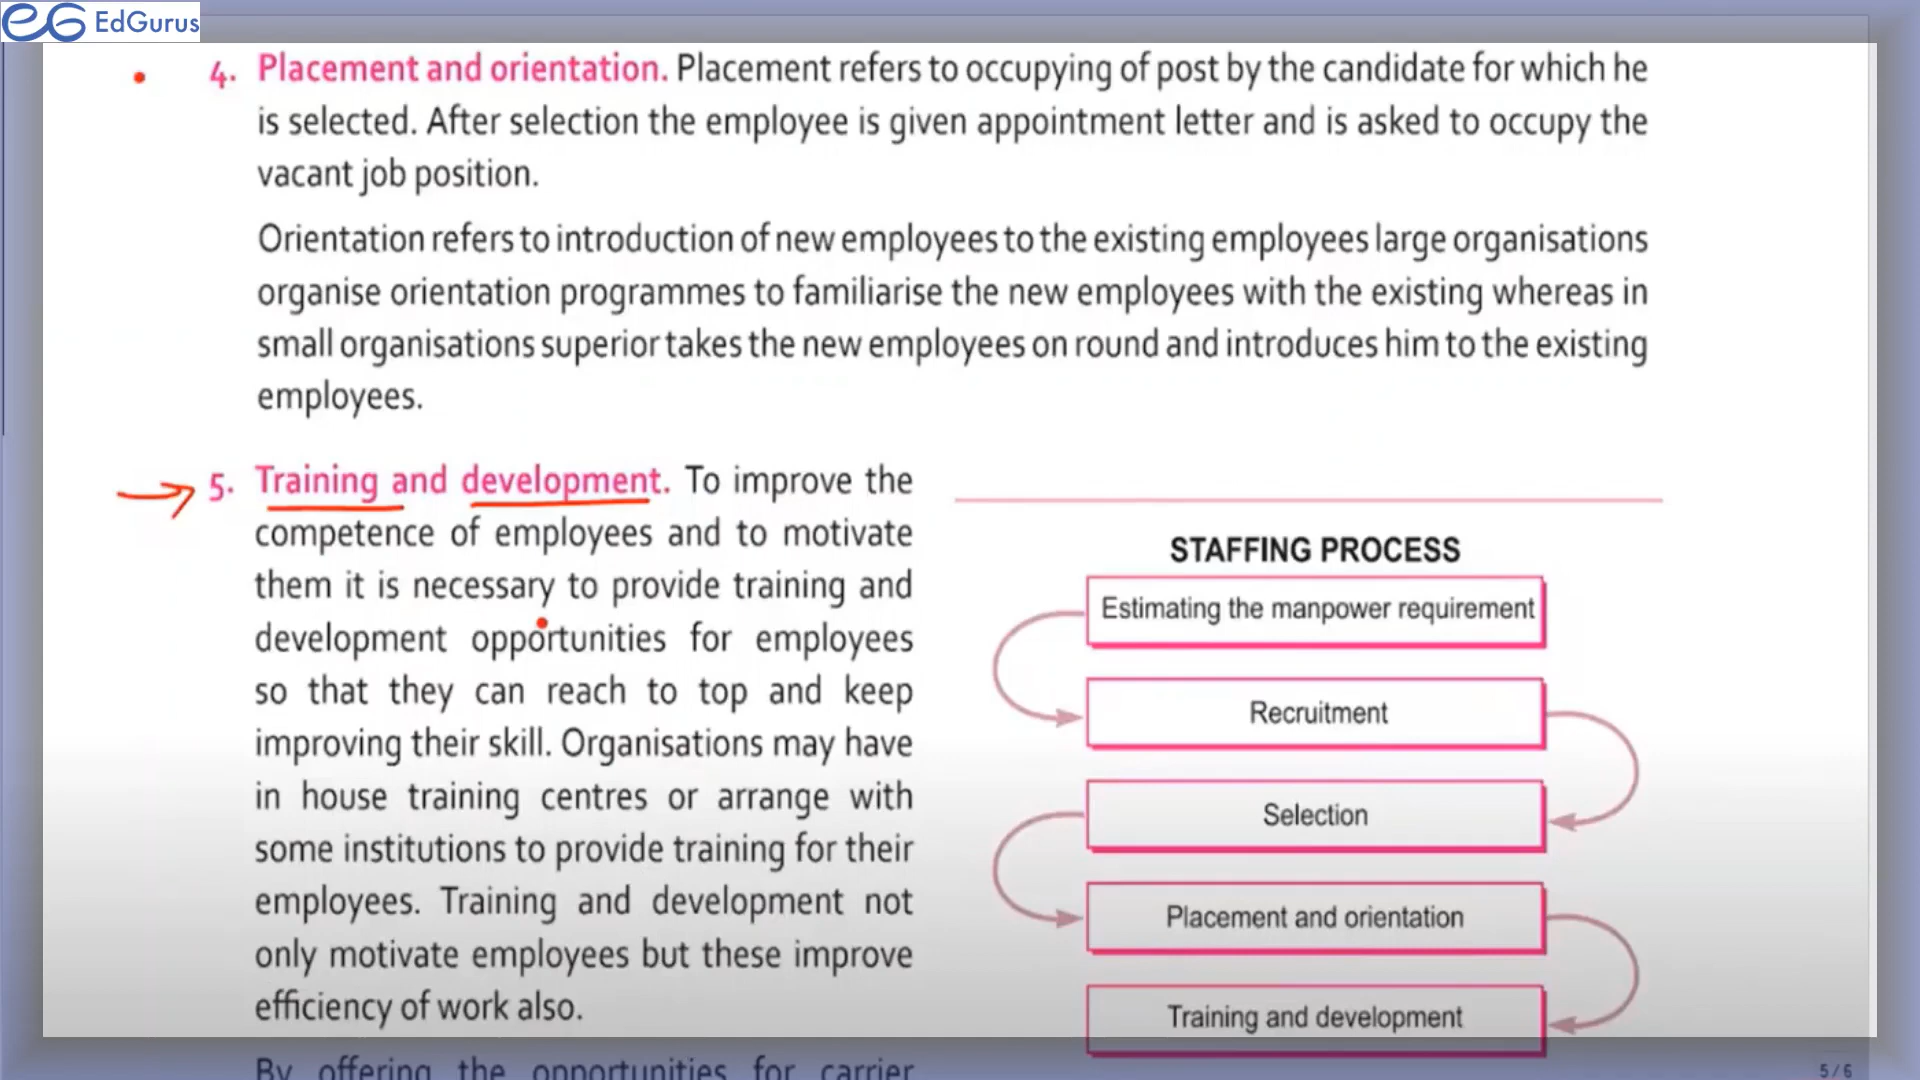 EdGurus
4. Placement and orientation. Placement refers to occupying of post by the candidate for which he
is selected. After selection the employee is given appointment letter and is asked to occupy the
vacant job position.
Orientation refers to introduction of new employees to the existing employees large organisations
organise orientation programmes to familiarise the new employees with the existing whereas in
small organisations superior takes the new employees on round and introduces him to the existing
employees.
5. Training and development. To improve the
competence of employees and to motivate
them it is necessary to provide training and
development opportunities for employees
so that they can reach to top and keep
improving their skill. Organisations may have
in house training centres or arrange with
some institutions to provide training for their
employees. Training and development not
only motivate employees but these improve
efficiency of work also.
By offering the opportunities for carrier
STAFFING PROCESS
Estimating the manpower requirement
Recruitment
Selection
Placement and orientation
Training and development
5/6